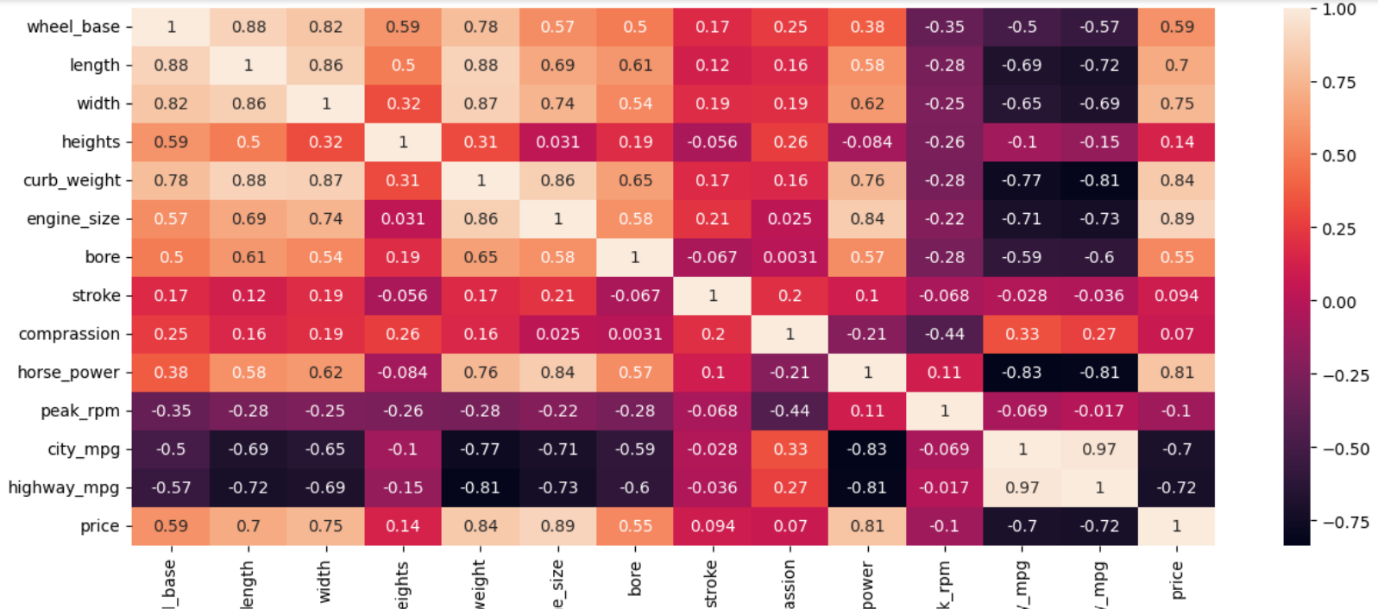 wheel_base 1 0.88 0.82 0.59 0.78 0.57 0.5 0.17 0.25 0.38 -0.35 -0.5 -0.57 0.59
length 0.88 1 0.86 0.5 0.88 0.69 0.61 0.12 0.16 0.58 -0.28 -0.69 -0.72 0.7
width 0.82 0.86 1 0.32 0.87 0.74 0.54 0.19 0.19 0.62 -0.25 -0.65 -0.69 0.75
heights 0.59 0.5 0.32 1 0.31 0.031 0.19 -0.056 0.26 -0.084 -0.26 -0.1 -0.15 0.14
curb_weight 0.78 0.88 0.87 0.31 1 0.86 0.65 0.17 0.16 0.76 -0.28 -0.77 -0.81 0.84
engine_size 0.57 0.69 0.74 0.031 0.86 1 0.58 0.21 0.025 0.84 -0.22 -0.71 -0.73 0.89
bore 0.5 0.61 0.54 0.19 0.65 0.58 1 -0.067 0.0031 0.57 -0.28 -0.59 -0.6 0.55
stroke 0.17 0.12 0.19 -0.056 0.17 0.21 -0.067 1 0.2 0.1 -0.068 -0.028 -0.036 0.094
comprassion 0.25 0.16 0.19 0.26 0.16 0.025 0.0031 0.2 1 -0.21 -0.44 0.33 0.27 0.07
horse_power 0.38 0.58 0.62 -0.084 0.76 0.84 0.57 0.1 -0.21 1 0.11 -0.83 -0.81 0.81
peak_rpm -0.35 -0.28 -0.25 -0.26 -0.28 -0.22 -0.28 -0.068 -0.44 0.11 1 -0.069 -0.017 -0.1
city_mpg -0.5 -0.69 -0.65 -0.1 -0.77 -0.71 -0.59 -0.028 0.33 -0.83 -0.069 1 0.97 -0.7
highway_mpg -0.57 -0.72 -0.69 -0.15 -0.81 -0.73 -0.6 -0.036 0.27 -0.81 -0.017 0.97 1 -0.72
price 0.59 0.7 0.75 0.14 0.84 0.89 0.55 0.094 0.07 0.81 -0.1 -0.7 -0.72 1
l_base
length
width
eights
weight
e_size
bore
stroke
assion
power
k_rpm
_mpg
_mpg
price
1.00
0.75
0.50
0.25
0.00
−0.25
−0.50
−0.75